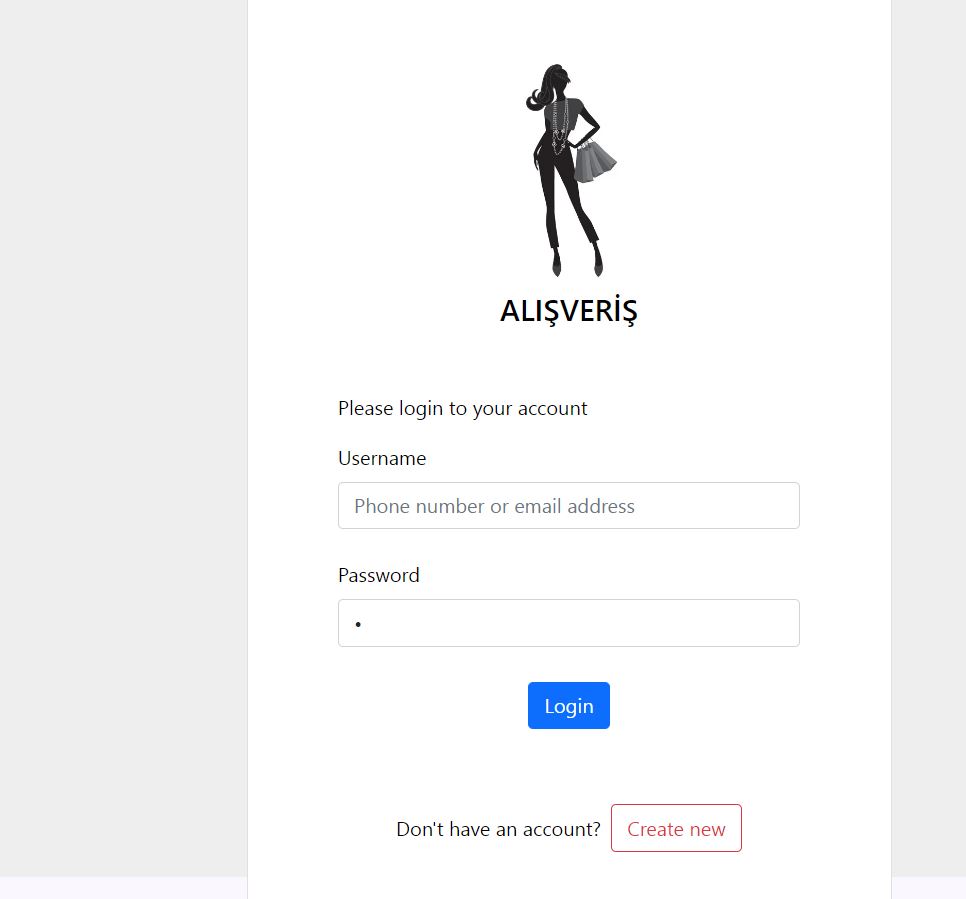 ALIŞVERİŞ
Please login to your account
Username
Phone number or email address
Password
•
Login
Don't have an account? Create new